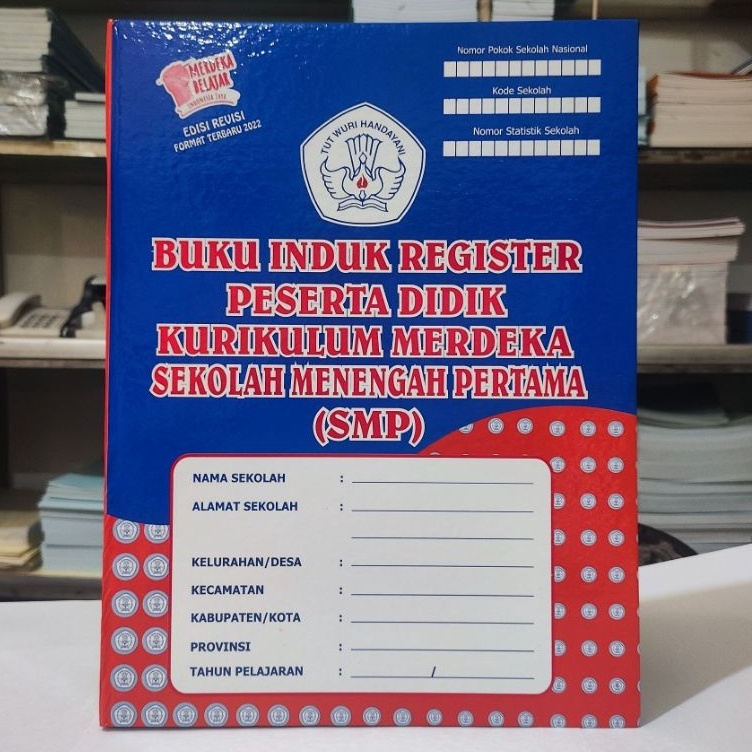 MERDEKA
BELAJAR
INDONESIA JAYA
EDISI REVISI
FORMAT TERBARU 2022
Nomor Pokok Sekolah Nasional
Kode Sekolah
Nomor Statistik Sekolah
TUT WURI HANDAYANI
BUKU INDUK REGISTER
PESERTA DIDIK
KURIKULUM MERDEKA
SEKOLAH MENENGAH PERTAMA
(SMP)
NAMA SEKOLAH :
ALAMAT SEKOLAH :
KELURAHAN/DESA :
KECAMATAN :
KABUPATEN/KOTA :
PROVINSI :
TAHUN PELAJARAN : /